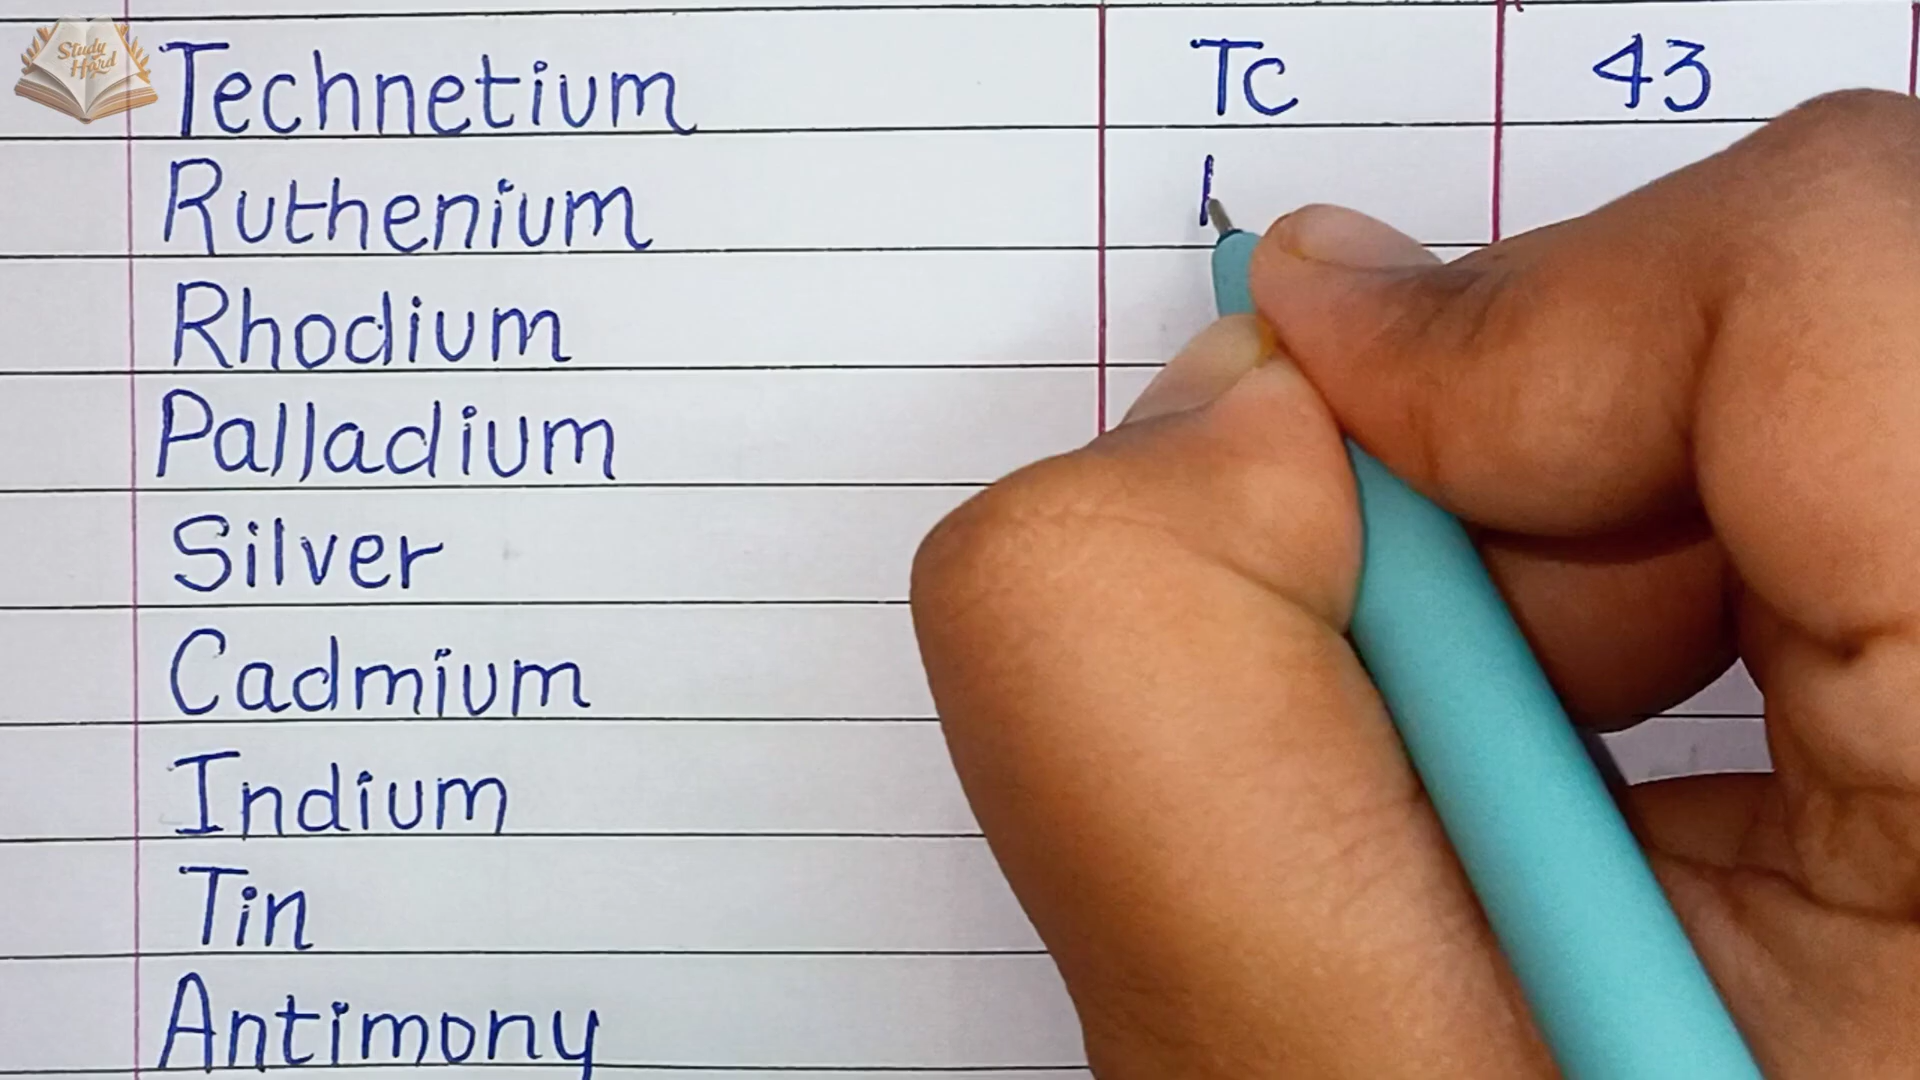 Study
Hard
Technetium Tc 43
Ruthenium
Rhodium
Palladium
Silver
Cadmium
Indium
Tin
Antimony